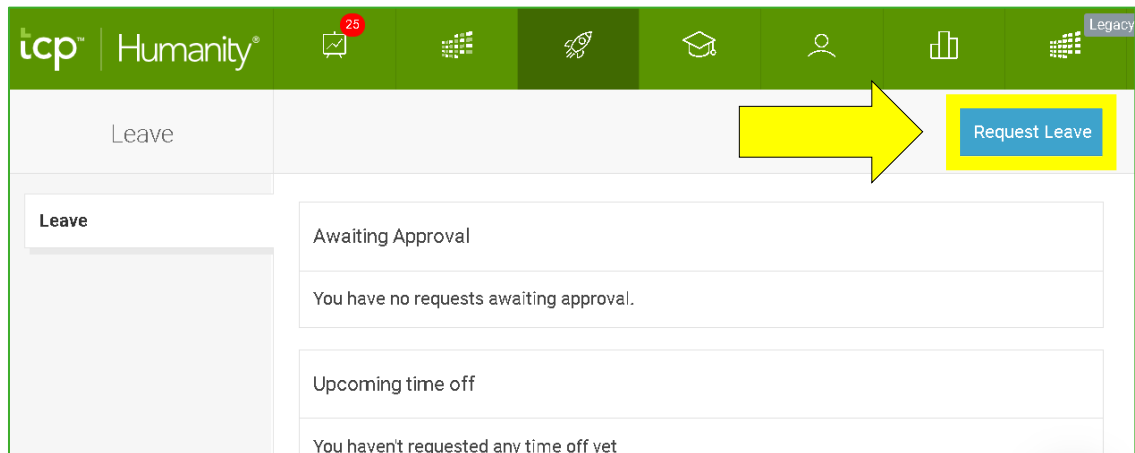 tcp™ | Humanity®
25
Legacy
Leave
Request Leave
Leave
Awaiting Approval
You have no requests awaiting approval.
Upcoming time off
You haven't requested any time off yet